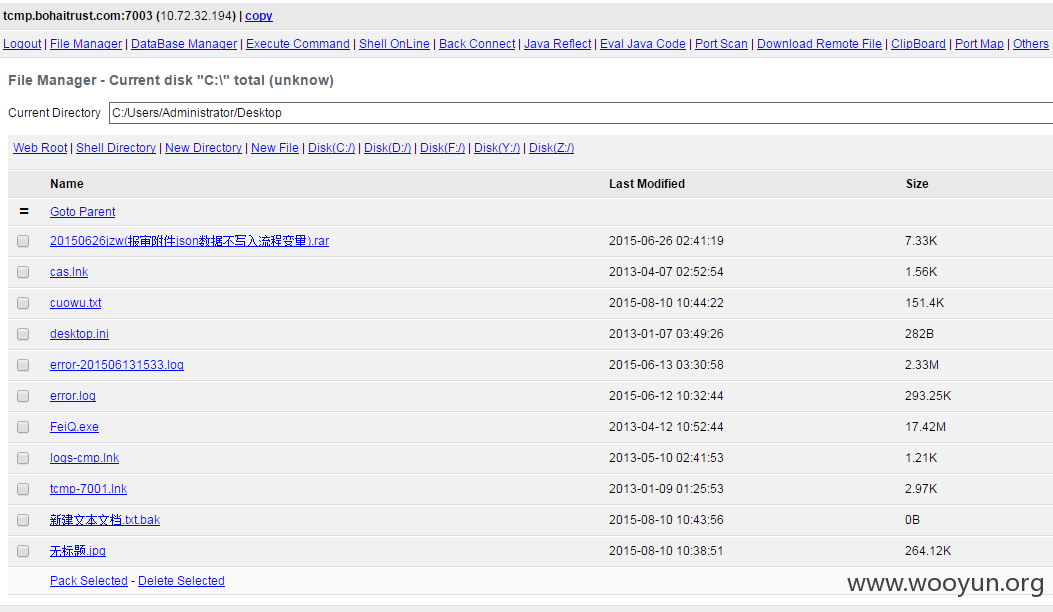 tcmp.bohaitrust.com:7003 (10.72.32.194) | copy
Logout | File Manager | DataBase Manager | Execute Command | Shell OnLine | Back Connect | Java Reflect | Eval Java Code | Port Scan | Download Remote File | ClipBoard | Port Map | Others
File Manager - Current disk "C:\" total (unknow)
Current Directory C:/Users/Administrator/Desktop
Web Root | Shell Directory | New Directory | New File | Disk(C:/) | Disk(D:/) | Disk(F:/) | Disk(Y:/) | Disk(Z:/)
Name Last Modified Size
= Goto Parent
20150626jzw(报审附件json数据不写入流程变量).rar 2015-06-26 02:41:19 7.33K
cas.lnk 2013-04-07 02:52:54 1.56K
cuowu.txt 2015-08-10 10:44:22 151.4K
desktop.ini 2013-01-07 03:49:26 282B
error-201506131533.log 2015-06-13 03:30:58 2.33M
error.log 2015-06-12 10:32:44 293.25K
FeiQ.exe 2013-04-12 10:52:44 17.42M
logs-cmp.lnk 2013-05-10 02:41:53 1.21K
tcmp-7001.lnk 2013-01-09 01:25:53 2.97K
新建文本文档.txt.bak 2015-08-10 10:43:56 0B
无标题.jpg 2015-08-10 10:38:51 264.12K
Pack Selected - Delete Selected
www.wooyun.org